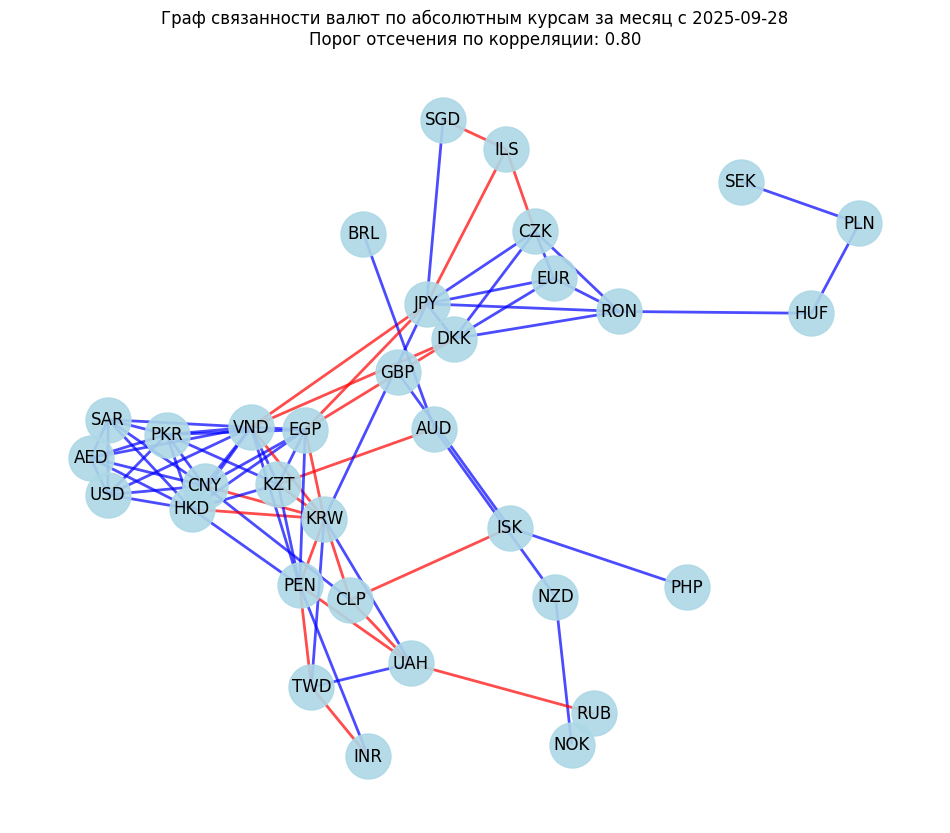 Граф связанности валют по абсолютным курсам за месяц с 2025-09-28
Порог отсечения по корреляции: 0.80
SGD
ILS
SEK
PLN
CZK
BRL
EUR
JPY
RON
HUF
DKK
GBP
SAR
VND
EGP
AUD
PKR
AED
CNY
KZT
USD
HKD
KRW
ISK
PEN
PHP
CLP
NZD
UAH
TWD
RUB
NOK
INR